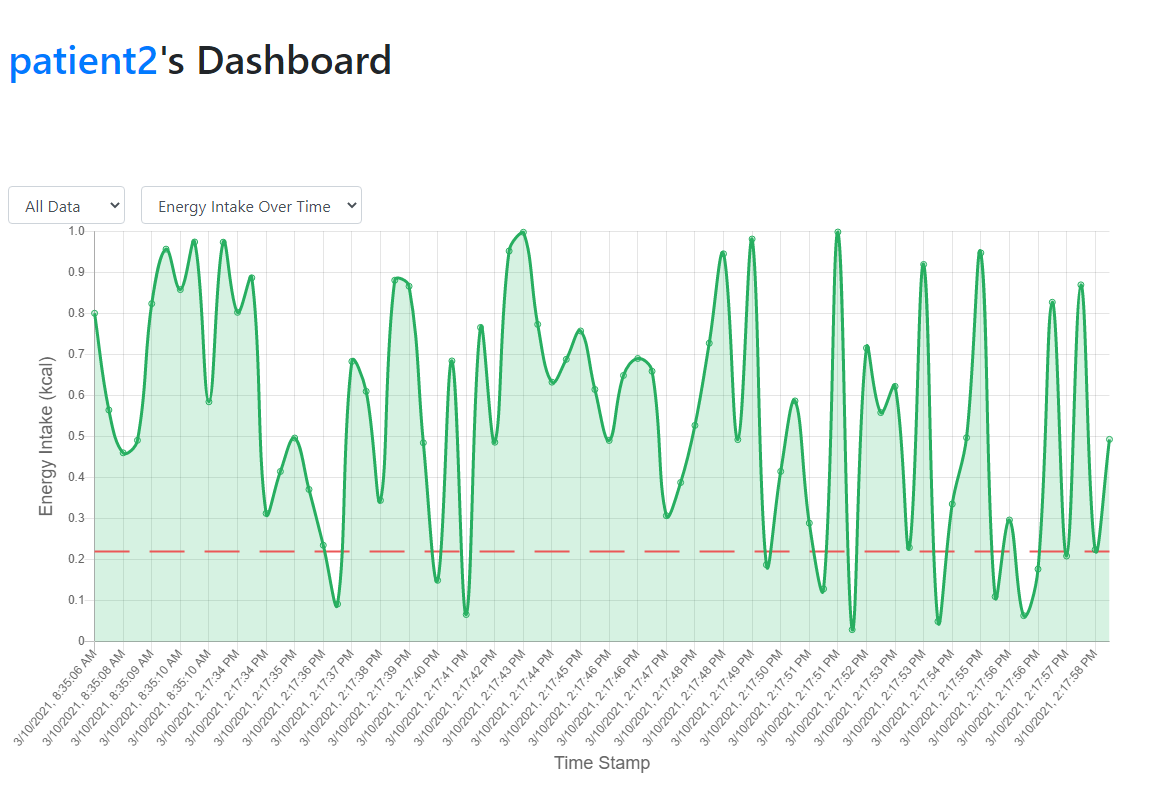 patient2's Dashboard
All Data
Energy Intake Over Time
Energy Intake (kcal)
1.0
0.9
0.8
0.7
0.6
0.5
0.4
0.3
0.2
0.1
0
3/10/2021, 8:35:06 AM
3/10/2021, 8:35:08 AM
3/10/2021, 8:35:09 AM
3/10/2021, 8:35:10 AM
3/10/2021, 8:35:10 AM
3/10/2021, 2:17:34 PM
3/10/2021, 2:17:34 PM
3/10/2021, 2:17:35 PM
3/10/2021, 2:17:36 PM
3/10/2021, 2:17:37 PM
3/10/2021, 2:17:38 PM
3/10/2021, 2:17:39 PM
3/10/2021, 2:17:40 PM
3/10/2021, 2:17:41 PM
3/10/2021, 2:17:42 PM
3/10/2021, 2:17:43 PM
3/10/2021, 2:17:44 PM
3/10/2021, 2:17:45 PM
3/10/2021, 2:17:46 PM
3/10/2021, 2:17:46 PM
3/10/2021, 2:17:47 PM
3/10/2021, 2:17:48 PM
3/10/2021, 2:17:48 PM
3/10/2021, 2:17:49 PM
3/10/2021, 2:17:50 PM
3/10/2021, 2:17:51 PM
3/10/2021, 2:17:51 PM
3/10/2021, 2:17:52 PM
3/10/2021, 2:17:53 PM
3/10/2021, 2:17:53 PM
3/10/2021, 2:17:54 PM
3/10/2021, 2:17:55 PM
3/10/2021, 2:17:56 PM
3/10/2021, 2:17:56 PM
3/10/2021, 2:17:57 PM
3/10/2021, 2:17:58 PM
Time Stamp